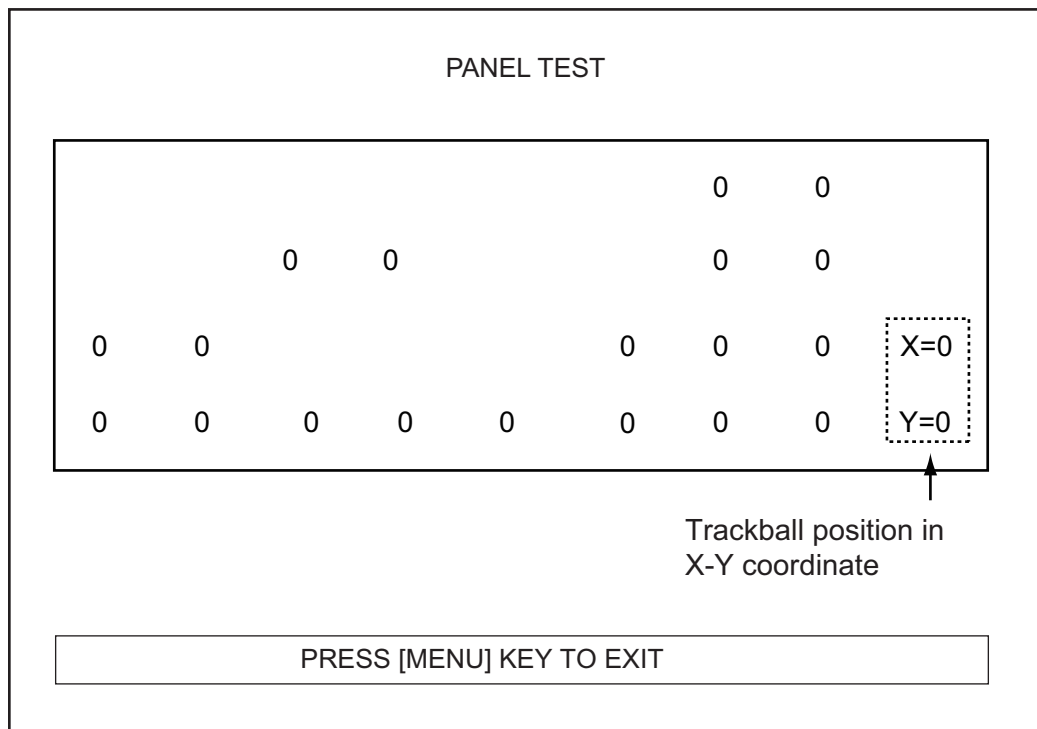 PANEL TEST
0 0
0 0 0 0
0 0 0 0 0 X=0
0 0 0 0 0 0 0 0 Y=0
Trackball position in
X-Y coordinate
PRESS [MENU] KEY TO EXIT